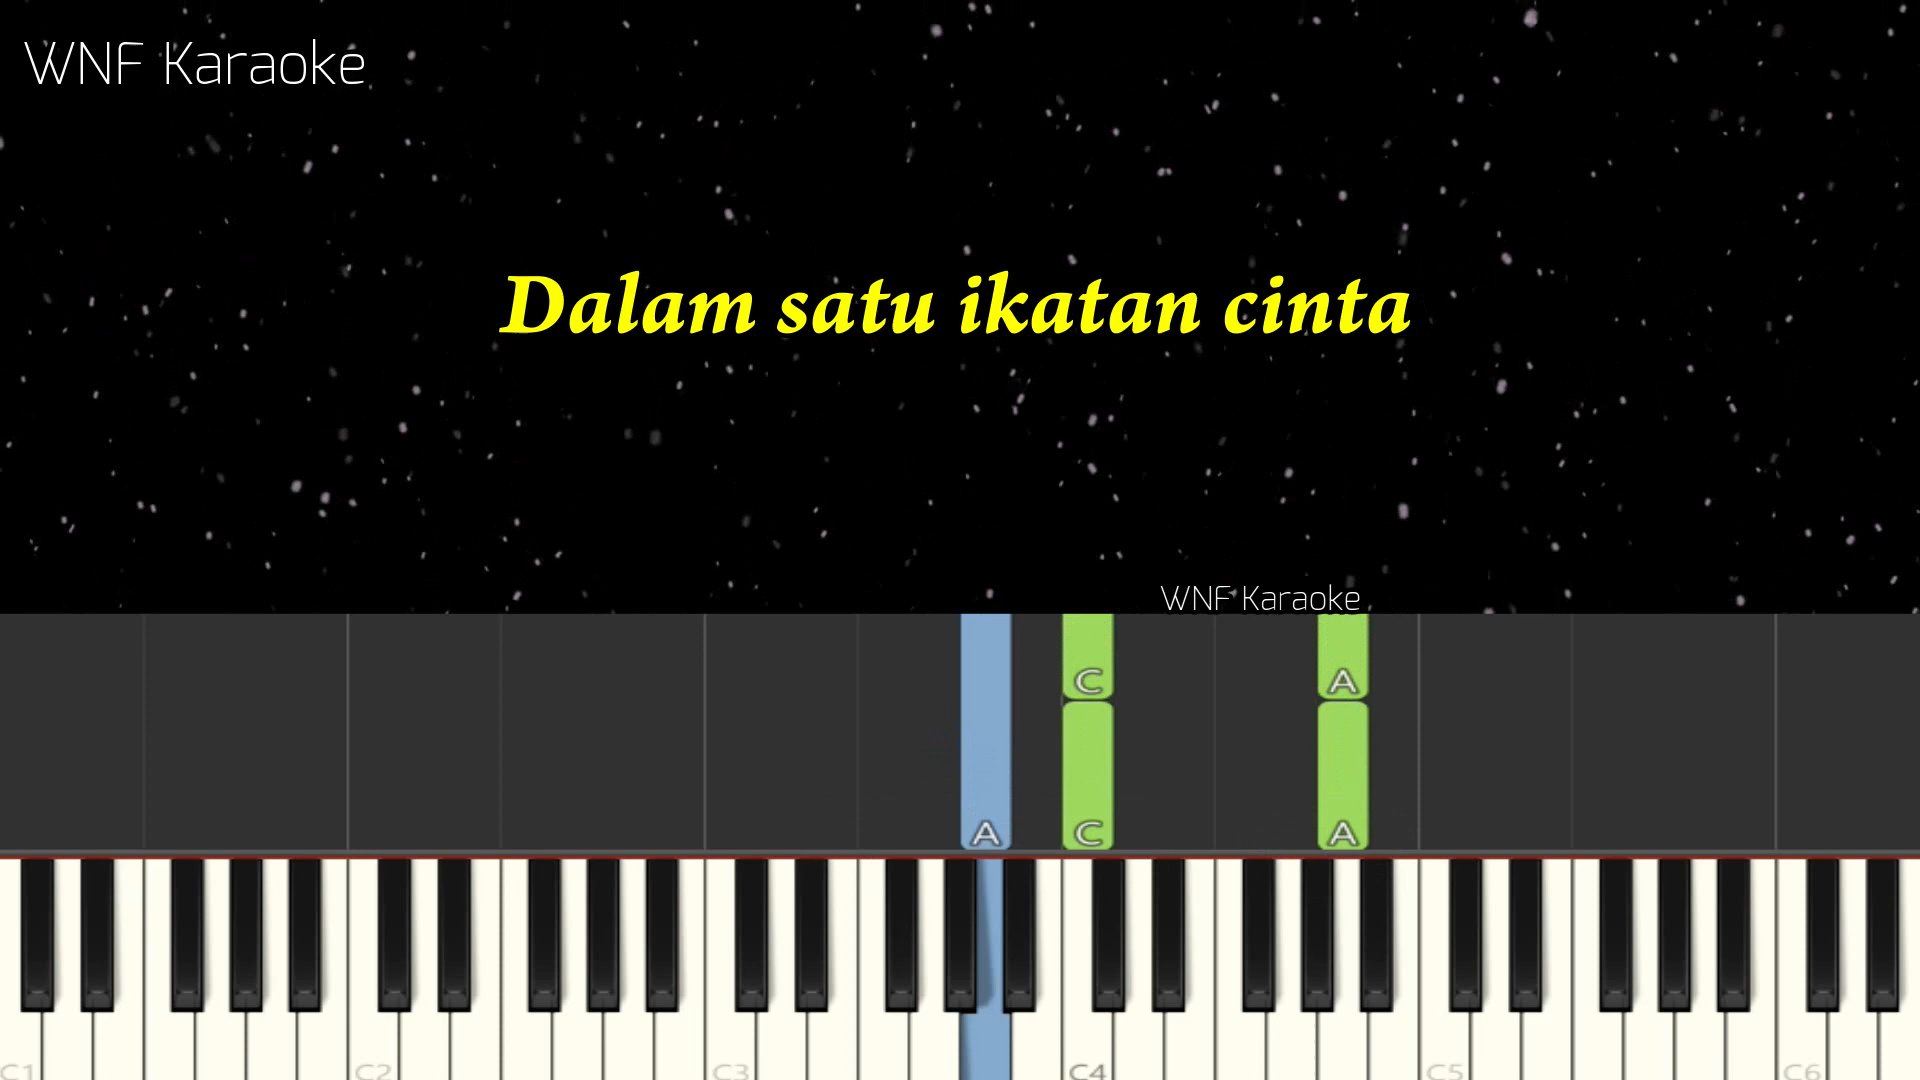 WNF Karaoke
Dalam satu ikatan cinta
WNF Karaoke
C A
A C A
C1 C2 C3 C4 C5 C6